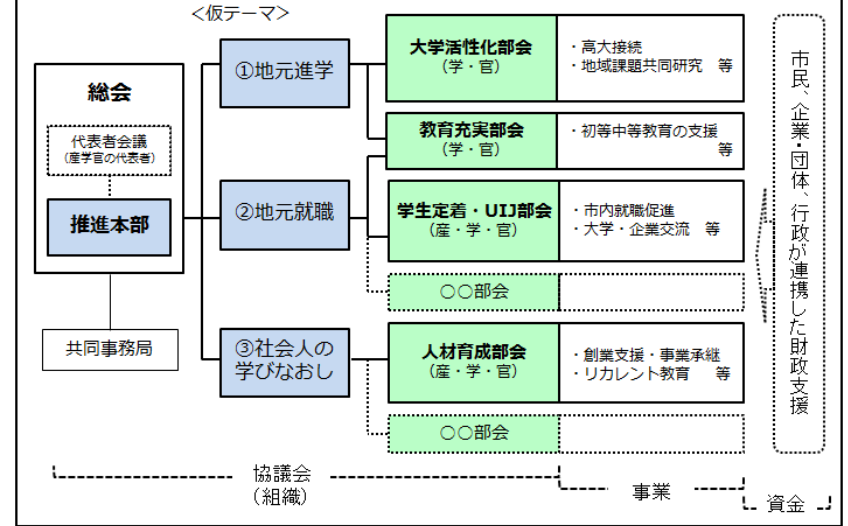 ＜仮テーマ＞
総会
代表者会議
（産学官の代表者）
推進本部
共同事務局
①地元進学
②地元就職
③社会人の
学びなおし
大学活性化部会
（学・官）
・高大接続
・地域課題共同研究　等
教育充実部会
（学・官）
・初等中等教育の支援
等
学生定着・UIJ部会
（産・学・官）
・市内就職促進
・大学・企業交流　等
〇〇部会
人材育成部会
（産・学・官）
・創業支援・事業承継
・リカレント教育　等
〇〇部会
市民、企業・団体、行政が連携した財政支援
協議会
（組織）
事業
資金